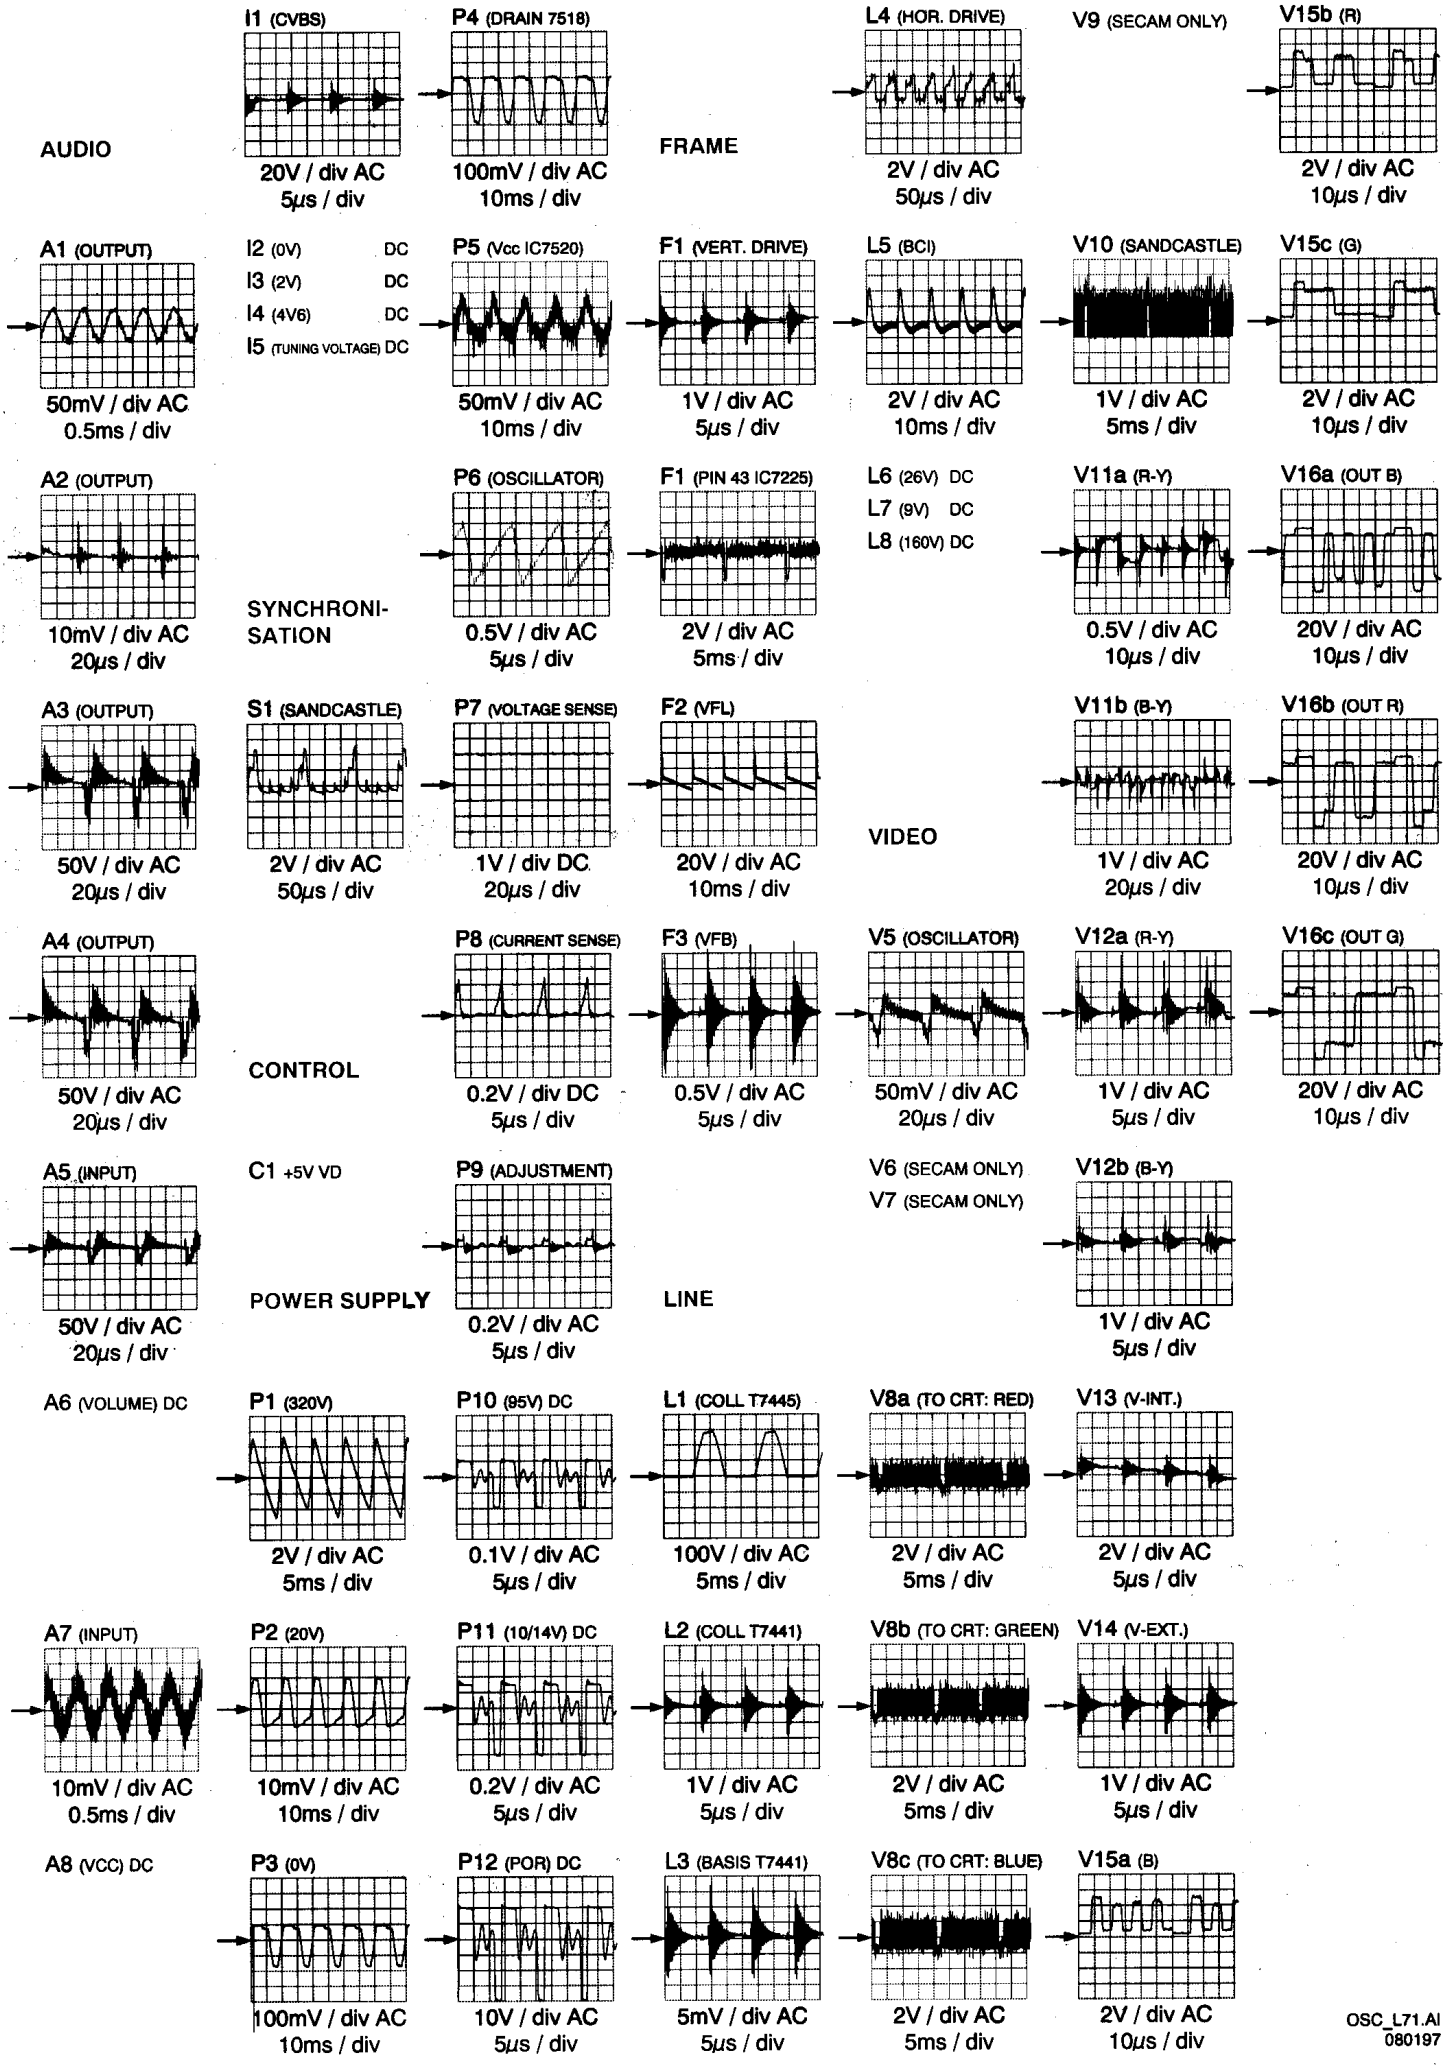 I1 (CVBS)
20V / div AC
5µs / div
P4 (DRAIN 7518)
100mV / div AC
10ms / div
L4 (HOR. DRIVE)
2V / div AC
50µs / div
V9 (SECAM ONLY)
V15b (R)
2V / div AC
10µs / div
AUDIO
FRAME
A1 (OUTPUT)
50mV / div AC
0.5ms / div
I2 (0V) DC
I3 (2V) DC
I4 (4V6) DC
I5 (TUNING VOLTAGE) DC
P5 (Vcc IC7520)
50mV / div AC
10ms / div
F1 (VERT. DRIVE)
1V / div AC
5µs / div
L5 (BCI)
2V / div AC
10ms / div
V10 (SANDCASTLE)
1V / div AC
5ms / div
V15c (G)
2V / div AC
10µs / div
A2 (OUTPUT)
10mV / div AC
20µs / div
SYNCHRONI-
SATION
P6 (OSCILLATOR)
0.5V / div AC
5µs / div
F1 (PIN 43 IC7225)
2V / div AC
5ms / div
L6 (26V) DC
L7 (9V) DC
L8 (160V) DC
V11a (R-Y)
0.5V / div AC
10µs / div
V16a (OUT B)
20V / div AC
10µs / div
A3 (OUTPUT)
50V / div AC
20µs / div
S1 (SANDCASTLE)
2V / div AC
50µs / div
P7 (VOLTAGE SENSE)
1V / div DC
20µs / div
F2 (VFL)
20V / div AC
10ms / div
VIDEO
V11b (B-Y)
1V / div AC
20µs / div
V16b (OUT R)
20V / div AC
10µs / div
A4 (OUTPUT)
50V / div AC
20µs / div
CONTROL
P8 (CURRENT SENSE)
0.2V / div DC
5µs / div
F3 (VFB)
0.5V / div AC
5µs / div
V5 (OSCILLATOR)
50mV / div AC
20µs / div
V12a (R-Y)
1V / div AC
5µs / div
V16c (OUT G)
20V / div AC
10µs / div
A5 (INPUT)
50V / div AC
20µs / div
C1 +5V VD
POWER SUPPLY
P9 (ADJUSTMENT)
0.2V / div AC
5µs / div
LINE
V6 (SECAM ONLY)
V7 (SECAM ONLY)
V12b (B-Y)
1V / div AC
5µs / div
A6 (VOLUME) DC
P1 (320V)
2V / div AC
5ms / div
P10 (95V) DC
0.1V / div AC
5µs / div
L1 (COLL T7445)
100V / div AC
5ms / div
V8a (TO CRT: RED)
2V / div AC
5ms / div
V13 (V-INT.)
2V / div AC
5µs / div
A7 (INPUT)
10mV / div AC
0.5ms / div
P2 (20V)
10mV / div AC
10ms / div
P11 (10/14V) DC
0.2V / div AC
5µs / div
L2 (COLL T7441)
1V / div AC
5µs / div
V8b (TO CRT: GREEN)
2V / div AC
5ms / div
V14 (V-EXT.)
1V / div AC
5µs / div
A8 (VCC) DC
P3 (0V)
100mV / div AC
10ms / div
P12 (POR) DC
10V / div AC
5µs / div
L3 (BASIS T7441)
5mV / div AC
5µs / div
V8c (TO CRT: BLUE)
2V / div AC
5ms / div
V15a (B)
2V / div AC
10µs / div
OSC_L71.AI
080197